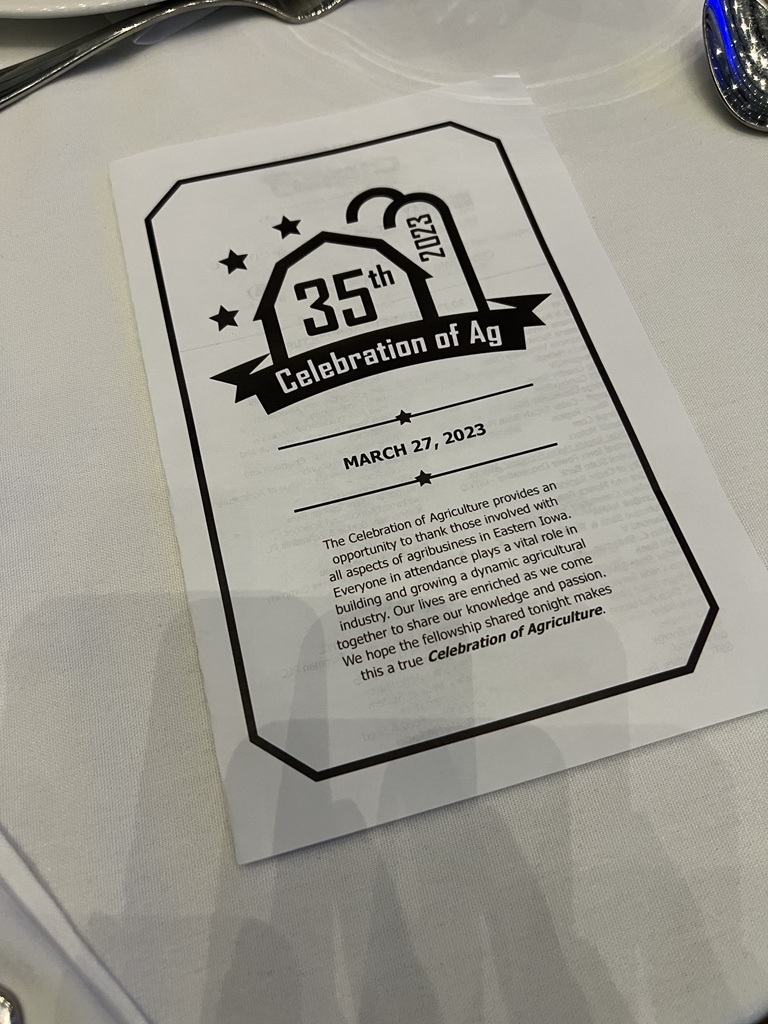 2023
35th
Celebration of Ag
MARCH 27, 2023
The Celebration of Agriculture provides an
opportunity to thank those involved with
all aspects of agribusiness in Eastern Iowa.
Everyone in attendance plays a vital role in
building and growing a dynamic agricultural
industry. Our lives are enriched as we come
together to share our knowledge and passion.
We hope the fellowship shared tonight makes
this a true Celebration of Agriculture.